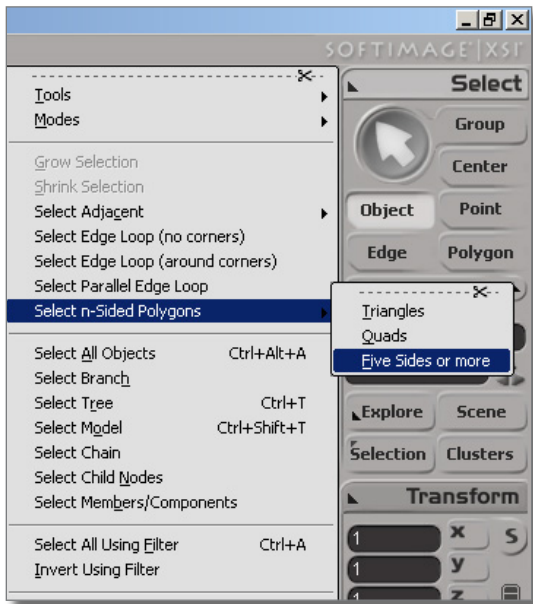 SOFTIMAGE|XSI
Tools
Modes
Grow Selection
Shrink Selection
Select Adjacent
Select Edge Loop (no corners)
Select Edge Loop (around corners)
Select Parallel Edge Loop
Select n-Sided Polygons
Select All Objects Ctrl+Alt+A
Select Branch
Select Tree Ctrl+T
Select Model Ctrl+Shift+T
Select Chain
Select Child Nodes
Select Members/Components
Select All Using Filter Ctrl+A
Invert Using Filter
Triangles
Quads
Five Sides or more
Select
Group
Center
Object Point
Edge Polygon
Explore Scene
Selection Clusters
Transform
1 x S
1 y
1 z